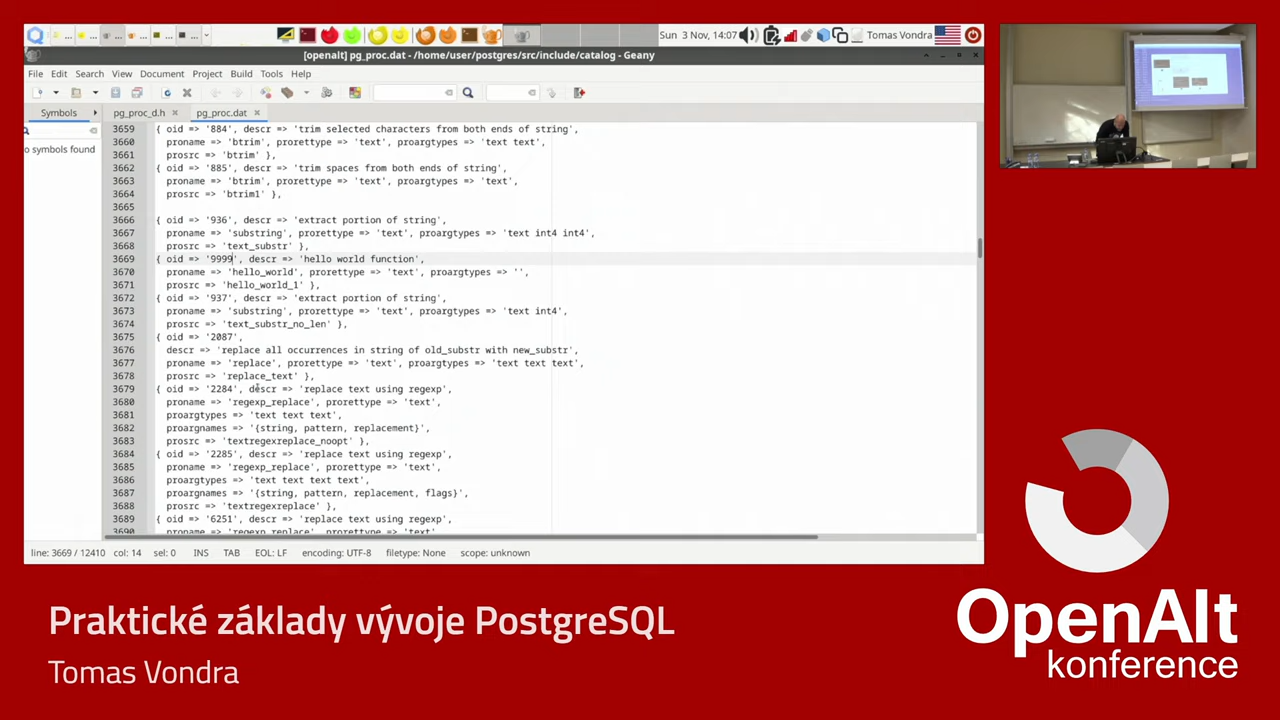 Sun 3 Nov, 14:07
Tomas Vondra
[openalt] pg_proc.dat - /home/user/postgres/src/include/catalog - Geany
File Edit Search View Document Project Build Tools Help
Symbols
pg_proc_d.h
pg_proc.dat
o symbols found
3659 { oid => '884', descr => 'trim selected characters from both ends of string',
3660 proname => 'btrim', prorettype => 'text', proargtypes => 'text text',
3661 prosrc => 'btrim' },
3662 { oid => '885', descr => 'trim spaces from both ends of string',
3663 proname => 'btrim', prorettype => 'text', proargtypes => 'text',
3664 prosrc => 'btrim1' },
3665
3666 { oid => '936', descr => 'extract portion of string',
3667 proname => 'substring', prorettype => 'text', proargtypes => 'text int4 int4',
3668 prosrc => 'text_substr' },
3669 { oid => '9999', descr => 'hello world function',
3670 proname => 'hello_world', prorettype => 'text', proargtypes => '',
3671 prosrc => 'hello_world_1' },
3672 { oid => '937', descr => 'extract portion of string',
3673 proname => 'substring', prorettype => 'text', proargtypes => 'text int4',
3674 prosrc => 'text_substr_no_len' },
3675 { oid => '2087',
3676 descr => 'replace all occurrences in string of old_substr with new_substr',
3677 proname => 'replace', prorettype => 'text', proargtypes => 'text text text',
3678 prosrc => 'replace_text' },
3679 { oid => '2284', descr => 'replace text using regexp',
3680 proname => 'regexp_replace', prorettype => 'text',
3681 proargtypes => 'text text text',
3682 proargnames => '{string, pattern, replacement}',
3683 prosrc => 'textregexreplace_noopt' },
3684 { oid => '2285', descr => 'replace text using regexp',
3685 proname => 'regexp_replace', prorettype => 'text',
3686 proargtypes => 'text text text text',
3687 proargnames => '{string, pattern, replacement, flags}',
3688 prosrc => 'textregexreplace' },
3689 { oid => '6251', descr => 'replace text using regexp',
3690 proname => 'regexp_replace', prorettype => 'text',
line: 3669 / 12410 col: 14 sel: 0 INS TAB EOL: LF encoding: UTF-8 filetype: None scope: unknown
Praktické základy vývoje PostgreSQL
Tomas Vondra
OpenAlt
konference